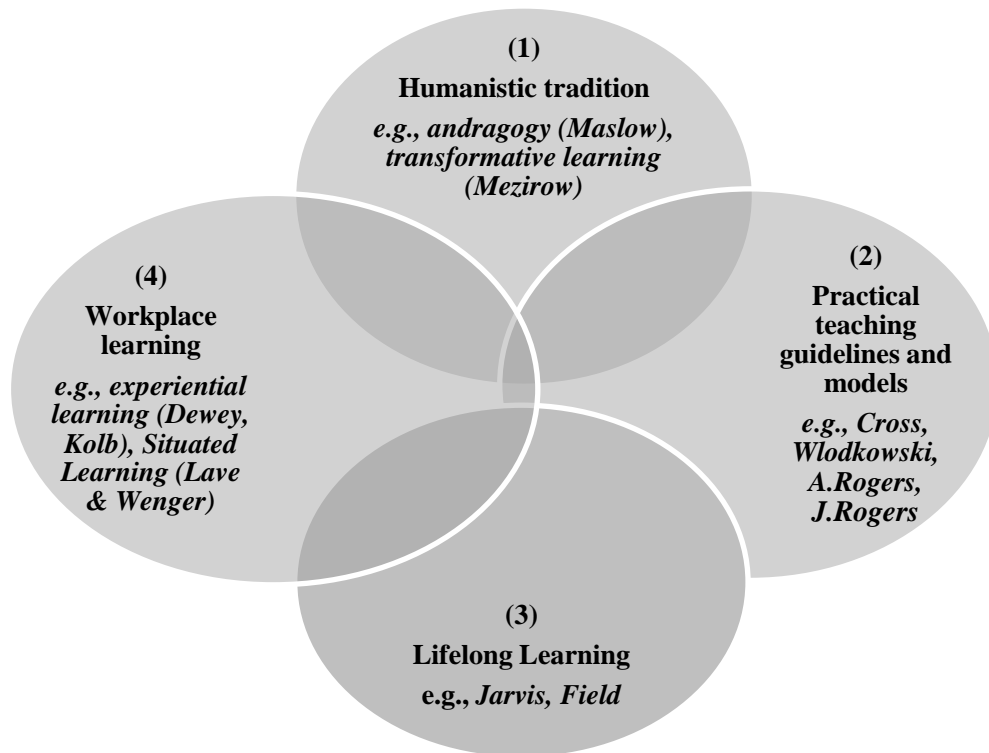 (1)
Humanistic tradition
e.g., andragogy (Maslow),
transformative learning
(Mezirow)
(2)
Practical
teaching
guidelines and
models
e.g., Cross,
Wlodkowski,
A.Rogers,
J.Rogers
(3)
Lifelong Learning
e.g., Jarvis, Field
(4)
Workplace
learning
e.g., experiential
learning (Dewey,
Kolb), Situated
Learning (Lave
& Wenger)